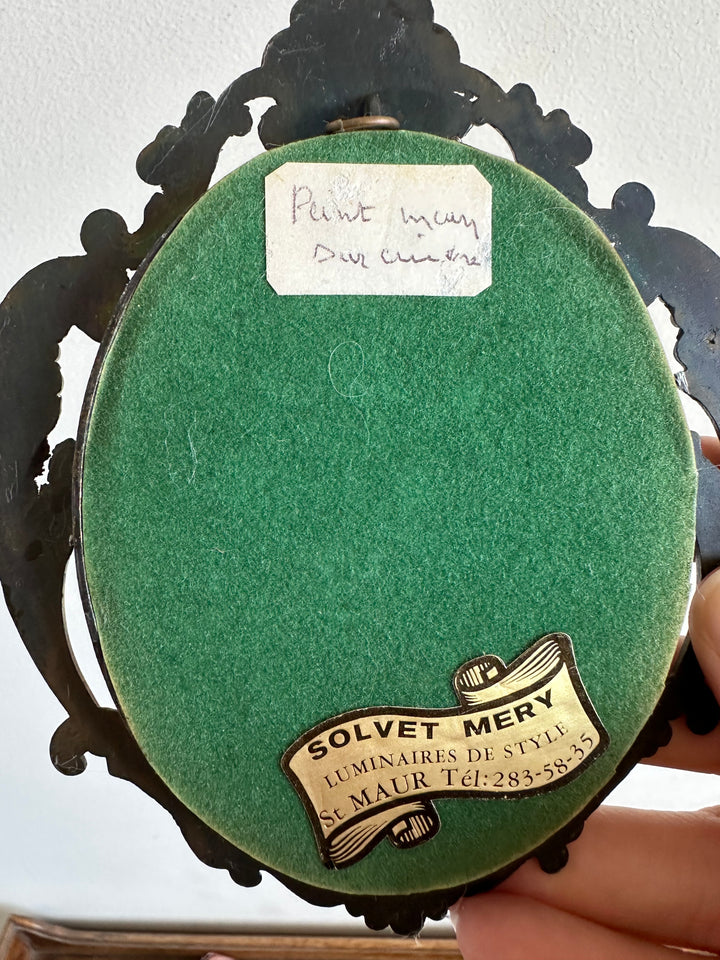 Peint main
sur cuivre
SOLVET MERY
LUMINAIRES DE STYLE
St MAUR Tél: 283-58-35